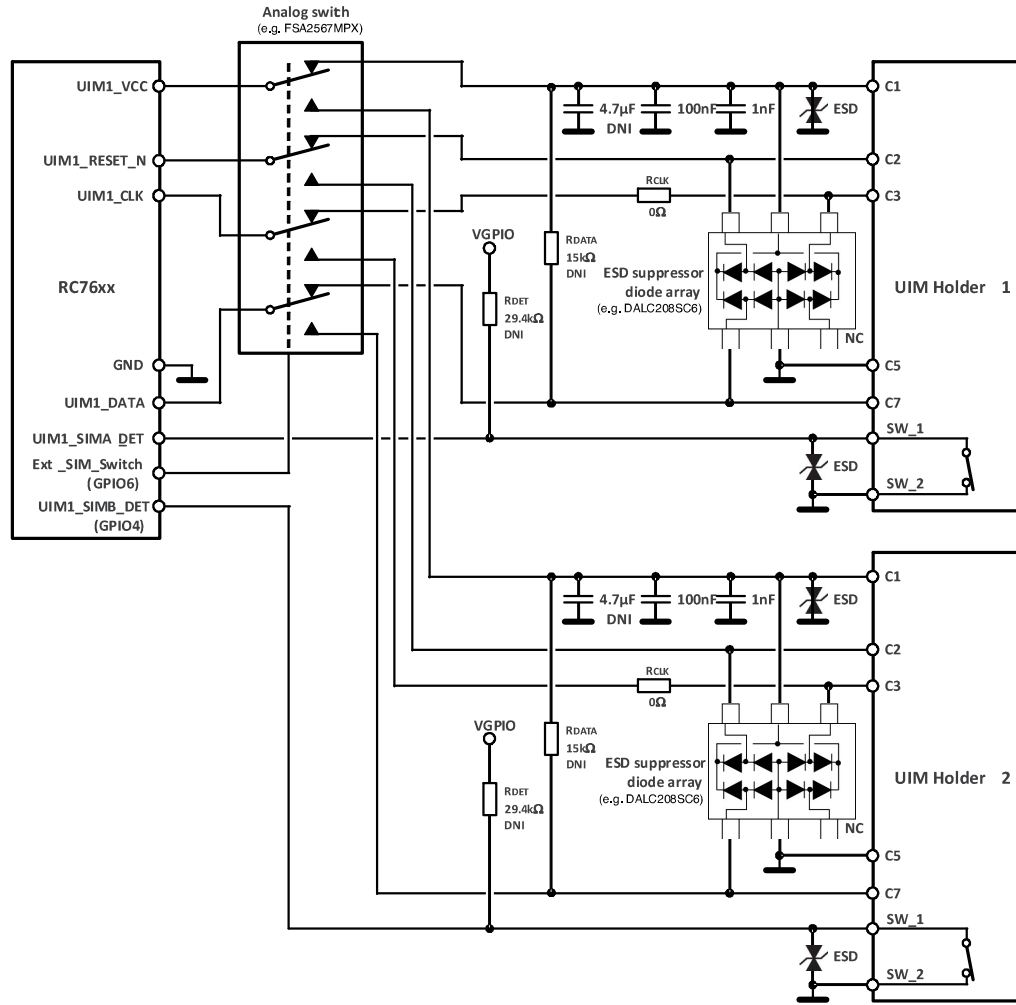 Analog swith
(e.g. FSA2567MPX)
RC76xx
UIM1_VCC
UIM1_RESET_N
UIM1_CLK
GND
UIM1_DATA
UIM1_SIMA_DET
Ext _SIM_Switch
(GPIO6)
UIM1_SIMB_DET
(GPIO4)
4.7µF
DNI
100nF
1nF
ESD
C1
C2
RCLK
0Ω
C3
VGPIO
RDATA
15kΩ
DNI
RDET
29.4kΩ
DNI
ESD suppressor
diode array
(e.g. DALC208SC6)
NC
UIM Holder 1
C5
C7
SW_1
ESD
SW_2
4.7µF
DNI
100nF
1nF
ESD
C1
C2
RCLK
0Ω
C3
VGPIO
RDATA
15kΩ
DNI
RDET
29.4kΩ
DNI
ESD suppressor
diode array
(e.g. DALC208SC6)
NC
UIM Holder 2
C5
C7
SW_1
ESD
SW_2